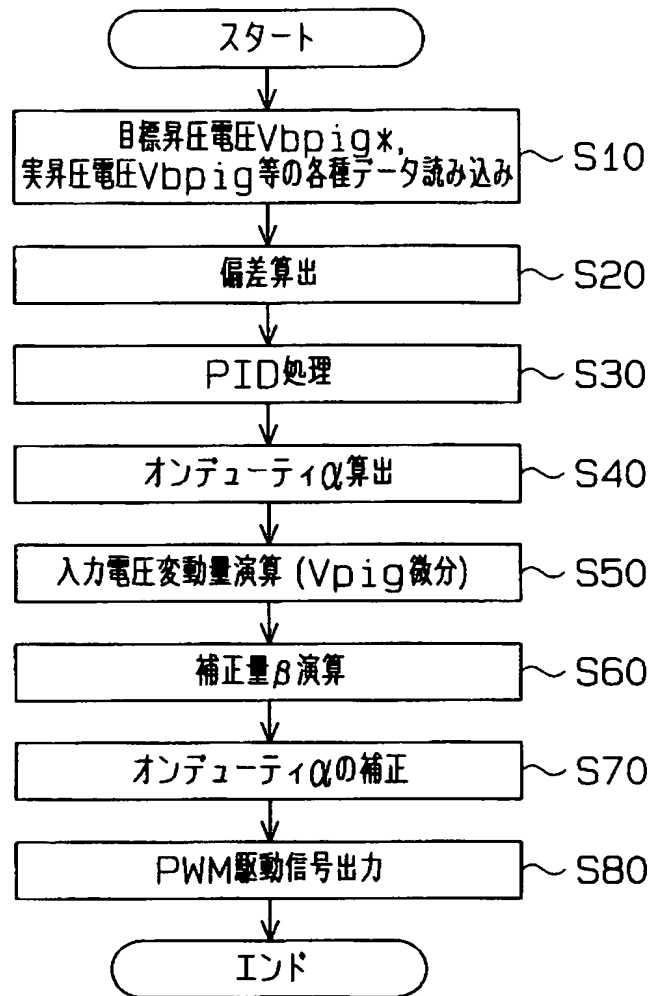 スタート
目標昇圧電圧Vbpig*,
実昇圧電圧Vbpig等の各種データ読み込み
S10
偏差算出
S20
PID処理
S30
オンデューティα算出
S40
入力電圧変動量演算(Vpig微分)
S50
補正量β演算
S60
オンデューティαの補正
S70
PWM駆動信号出力
S80
エンド